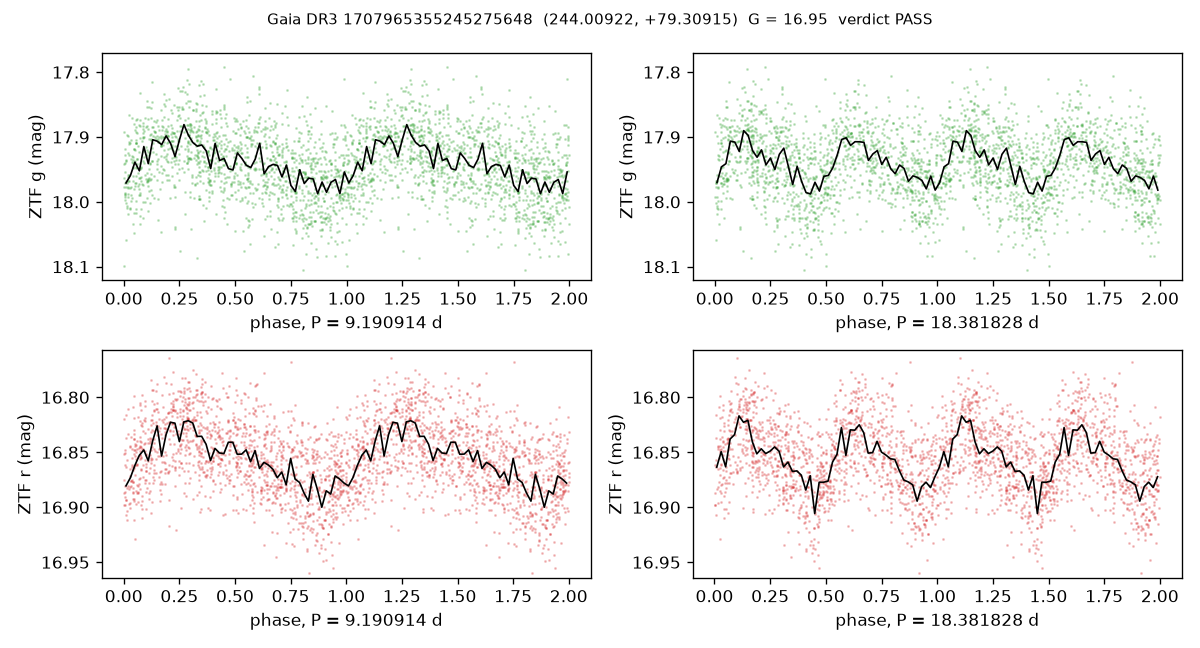 Gaia DR3 1707965355245275648 (244.00922, +79.30915) G = 16.95 verdict PASS
ZTF g (mag)
17.8
17.9
18.0
18.1
0.00 0.25 0.50 0.75 1.00 1.25 1.50 1.75 2.00
phase, P = 9.190914 d
ZTF g (mag)
17.8
17.9
18.0
18.1
0.00 0.25 0.50 0.75 1.00 1.25 1.50 1.75 2.00
phase, P = 18.381828 d
ZTF r (mag)
16.80
16.85
16.90
16.95
0.00 0.25 0.50 0.75 1.00 1.25 1.50 1.75 2.00
phase, P = 9.190914 d
ZTF r (mag)
16.80
16.85
16.90
16.95
0.00 0.25 0.50 0.75 1.00 1.25 1.50 1.75 2.00
phase, P = 18.381828 d